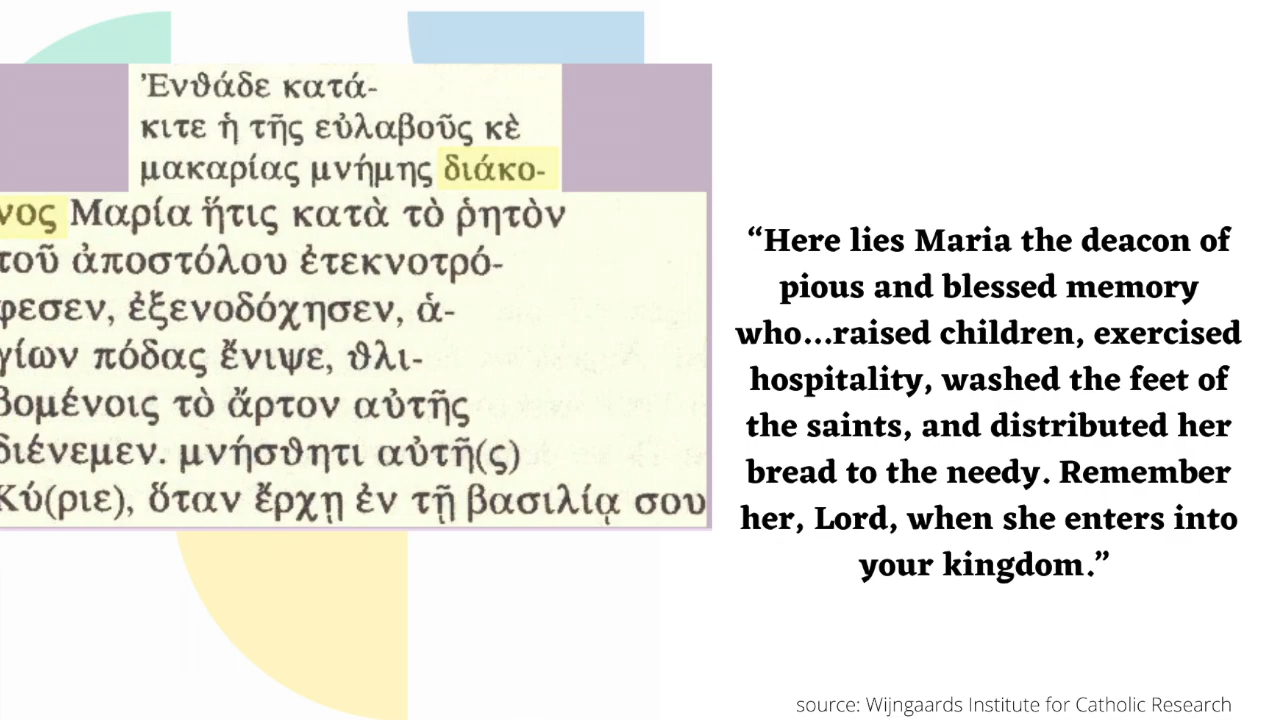 Ἐνθάδε κατά-
κιτε ἡ τῆς εὐλαβοῦς κὲ
μακαρίας μνήμης διάκο-
νος Μαρία ἥτις κατὰ τὸ ῥητὸν
τοῦ ἀποστόλου ἐτεκνοτρό-
φεσεν, ἐξενοδόχησεν, ἁ-
γίων πόδας ἔνιψε, θλι-
βομένοις τὸ ἄρτον αὐτῆς
διένεμεν. μνήσθητι αὐτῆ(ς)
Κύ(ριε), ὅταν ἔρχῃ ἐν τῇ βασιλίᾳ σου
“Here lies Maria the deacon of
pious and blessed memory
who...raised children, exercised
hospitality, washed the feet of
the saints, and distributed her
bread to the needy. Remember
her, Lord, when she enters into
your kingdom.”
source: Wijngaards Institute for Catholic Research